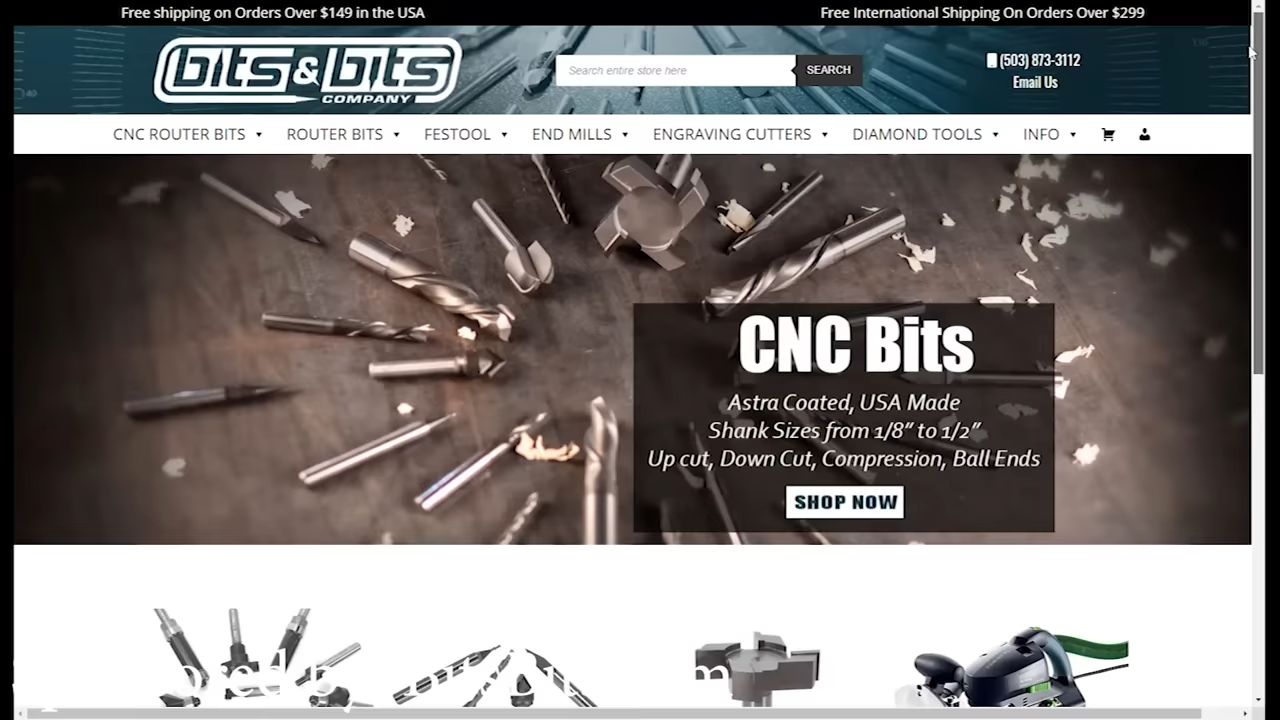 Free shipping on Orders Over $149 in the USA
Free International Shipping On Orders Over $299
BITS & BITS
COMPANY
Search entire store here
SEARCH
(503) 873-3112
Email Us
CNC ROUTER BITS
ROUTER BITS
FESTOOL
END MILLS
ENGRAVING CUTTERS
DIAMOND TOOLS
INFO
CNC Bits
Astra Coated, USA Made
Shank Sizes from 1/8" to 1/2"
Up cut, Down Cut, Compression, Ball Ends
SHOP NOW